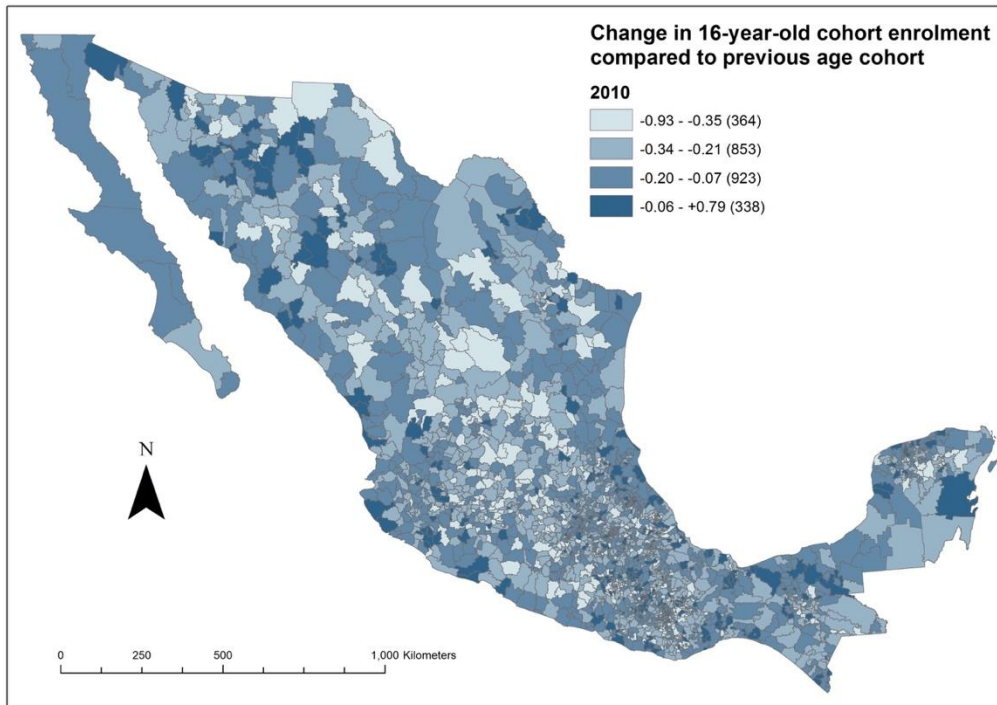 Change in 16-year-old cohort enrolment
compared to previous age cohort
2010
-0.93 - -0.35 (364)
-0.34 - -0.21 (853)
-0.20 - -0.07 (923)
-0.06 - +0.79 (338)
N
0 250 500 1,000 Kilometers